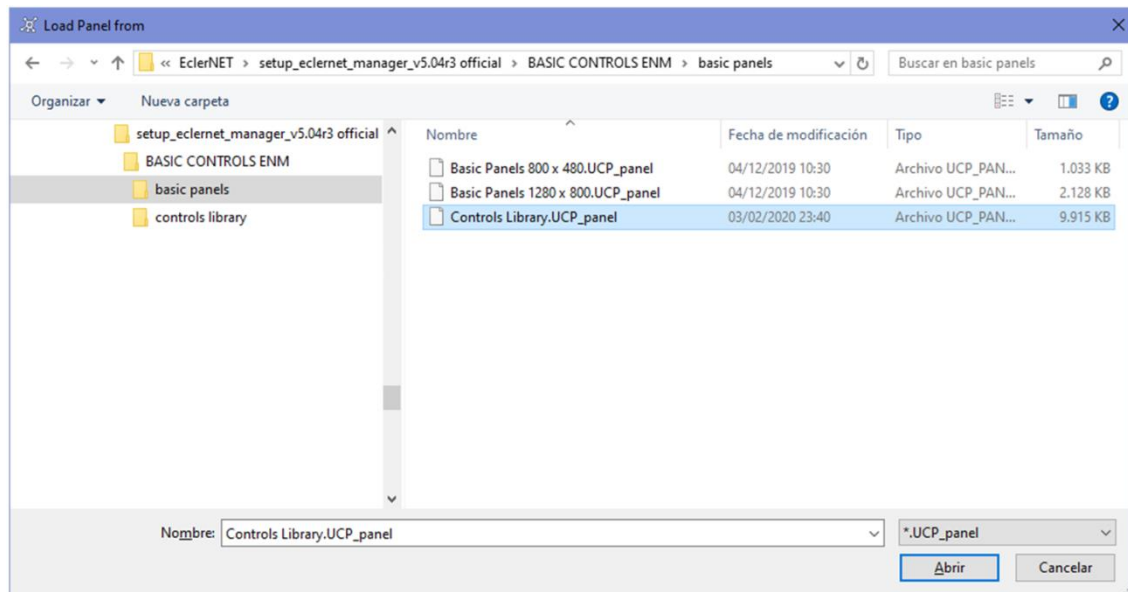 Load Panel from
« EclerNET > setup_eclernet_manager_v5.04r3 official > BASIC CONTROLS ENM > basic panels
Buscar en basic panels
Organizar
Nueva carpeta
setup_eclernet_manager_v5.04r3 official
BASIC CONTROLS ENM
basic panels
controls library
Nombre Fecha de modificación Tipo Tamaño
Basic Panels 800 x 480.UCP_panel 04/12/2019 10:30 Archivo UCP_PAN... 1.033 KB
Basic Panels 1280 x 800.UCP_panel 04/12/2019 10:30 Archivo UCP_PAN... 2.128 KB
Controls Library.UCP_panel 03/02/2020 23:40 Archivo UCP_PAN... 9.915 KB
Nombre: Controls Library.UCP_panel *.UCP_panel
Abrir Cancelar